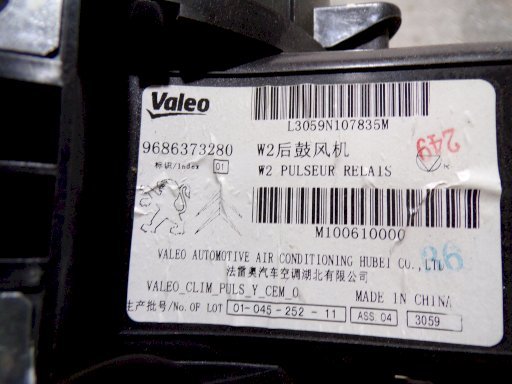 Valeo
L3059N107835M
9686373280
W2后鼓风机
249
标识/Index 01
W2 PULSEUR RELAIS
M100610000
VALEO AUTOMOTIVE AIR CONDITIONING HUBEI CO., LTD
86
法雷奥汽车空调湖北有限公司
VALEO_CLIM_PULS_Y_CEM_0
MADE IN CHINA
生产批号/No. OF LOT 01-045-252-11 ASS 04 3059